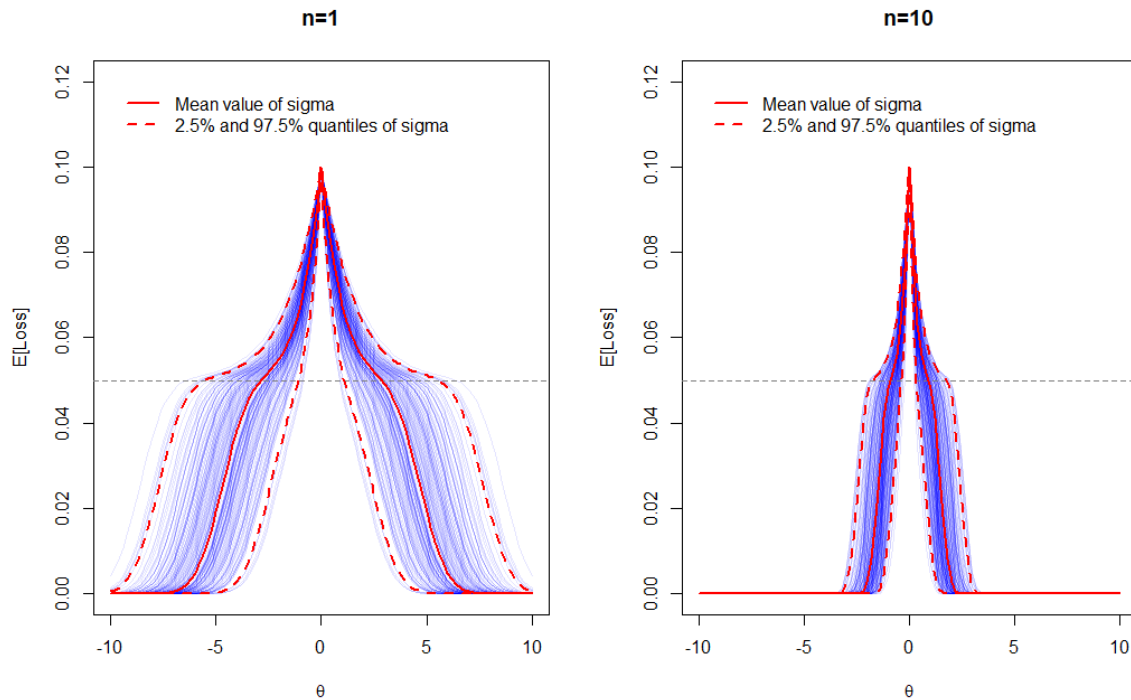 n=1
Mean value of sigma
2.5% and 97.5% quantiles of sigma
E[Loss]
0.12
0.10
0.08
0.06
0.04
0.02
0.00
-10
-5
0
5
10
θ
n=10
Mean value of sigma
2.5% and 97.5% quantiles of sigma
E[Loss]
0.12
0.10
0.08
0.06
0.04
0.02
0.00
-10
-5
0
5
10
θ